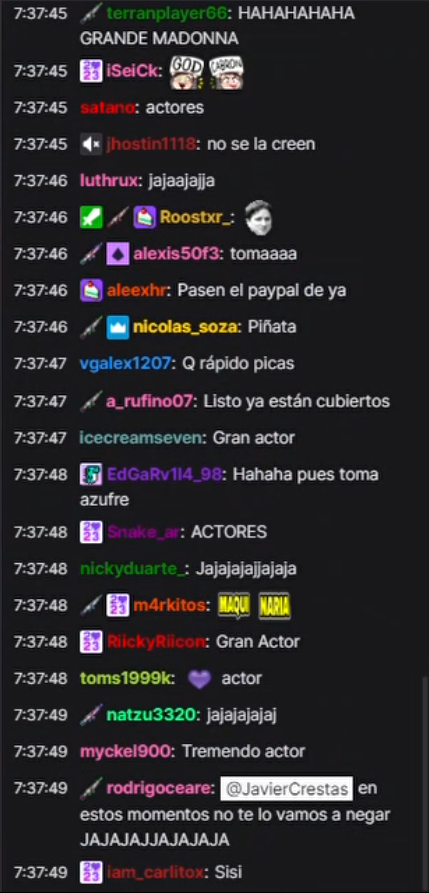 7:37:45 terranplayer66: HAHAHAHAHA
GRANDE MADONNA
7:37:45 2023 iSeiCk: GOD CABRON
7:37:45 satano: actores
7:37:45 jhostin1118: no se la creen
7:37:46 luthrux: jajaajajja
7:37:46 Roostxr_:
7:37:46 alexis50f3: tomaaaa
7:37:46 aleexhr: Pasen el paypal de ya
7:37:46 nicolas_soza: Piñata
7:37:47 vgalex1207: Q rápido picas
7:37:47 a_rufino07: Listo ya están cubiertos
7:37:47 icecreamseven: Gran actor
7:37:48 EdGaRv1l4_98: Hahaha pues toma
azufre
7:37:48 2023 Snake_ar: ACTORES
7:37:48 nickyduarte_: Jajajajajjajaja
7:37:48 2023 m4rkitos: MAQUI NARIA
7:37:48 2023 RiickyRiicon: Gran Actor
7:37:48 toms1999k: actor
7:37:49 natzu3320: jajajajajaj
7:37:49 myckel900: Tremendo actor
7:37:49 rodrigoceare: @JavierCrestas en
estos momentos no te lo vamos a negar
JAJAJAJJAJAJAJA
7:37:49 2023 iam_carlitox: Sisi